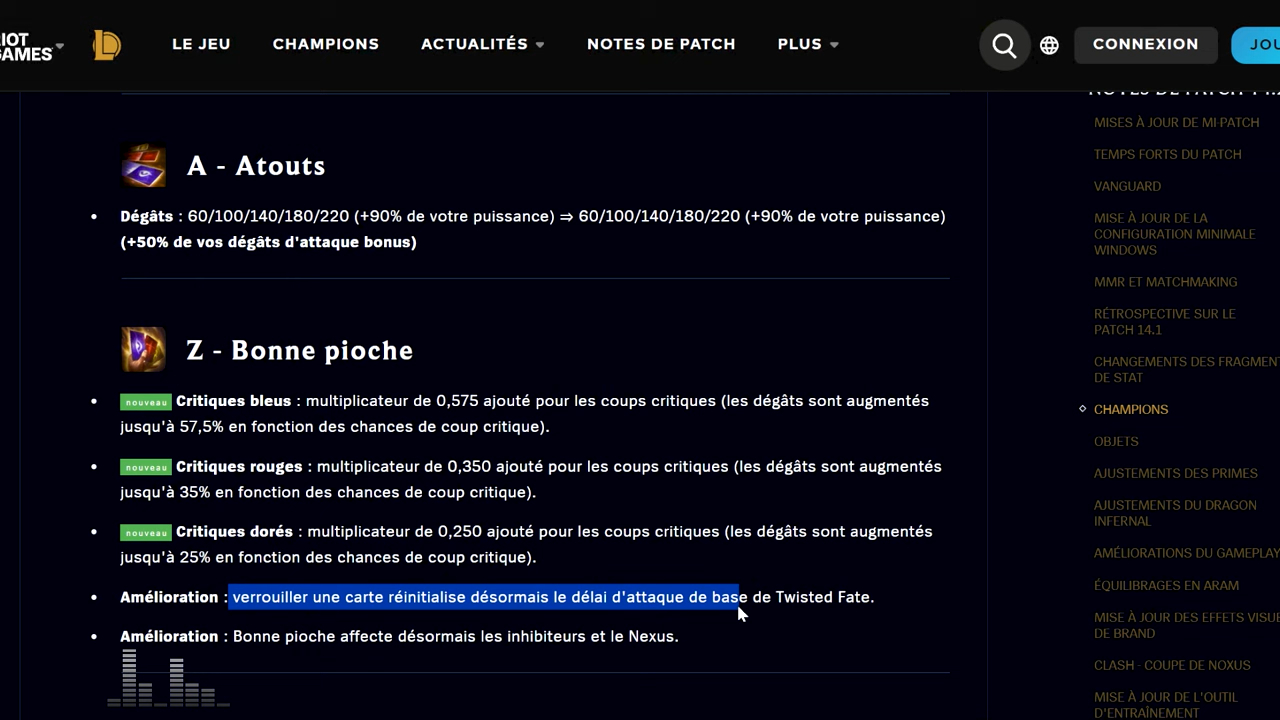 RIOT
GAMES
LE JEU CHAMPIONS ACTUALITÉS NOTES DE PATCH PLUS CONNEXION
A - Atouts
Dégâts : 60/100/140/180/220 (+90% de votre puissance) ⇒ 60/100/140/180/220 (+90% de votre puissance)
(+50% de vos dégâts d'attaque bonus)
Z - Bonne pioche
nouveau Critiques bleus : multiplicateur de 0,575 ajouté pour les coups critiques (les dégâts sont augmentés
jusqu'à 57,5% en fonction des chances de coup critique).
nouveau Critiques rouges : multiplicateur de 0,350 ajouté pour les coups critiques (les dégâts sont augmentés
jusqu'à 35% en fonction des chances de coup critique).
nouveau Critiques dorés : multiplicateur de 0,250 ajouté pour les coups critiques (les dégâts sont augmentés
jusqu'à 25% en fonction des chances de coup critique).
Amélioration : verrouiller une carte réinitialise désormais le délai d'attaque de base de Twisted Fate.
Amélioration : Bonne pioche affecte désormais les inhibiteurs et le Nexus.
MISES À JOUR DE MI-PATCH
TEMPS FORTS DU PATCH
VANGUARD
MISE À JOUR DE LA
CONFIGURATION MINIMALE
WINDOWS
MMR ET MATCHMAKING
RÉTROSPECTIVE SUR LE
PATCH 14.1
CHANGEMENTS DES FRAGMENT
DE STAT
CHAMPIONS
OBJETS
AJUSTEMENTS DES PRIMES
AJUSTEMENTS DU DRAGON
INFERNAL
AMÉLIORATIONS DU GAMEPLAY
ÉQUILIBRAGES EN ARAM
MISE À JOUR DES EFFETS VISUE
DE BRAND
CLASH - COUPE DE NOXUS
MISE À JOUR DE L'OUTIL
D'ENTRAÎNEMENT